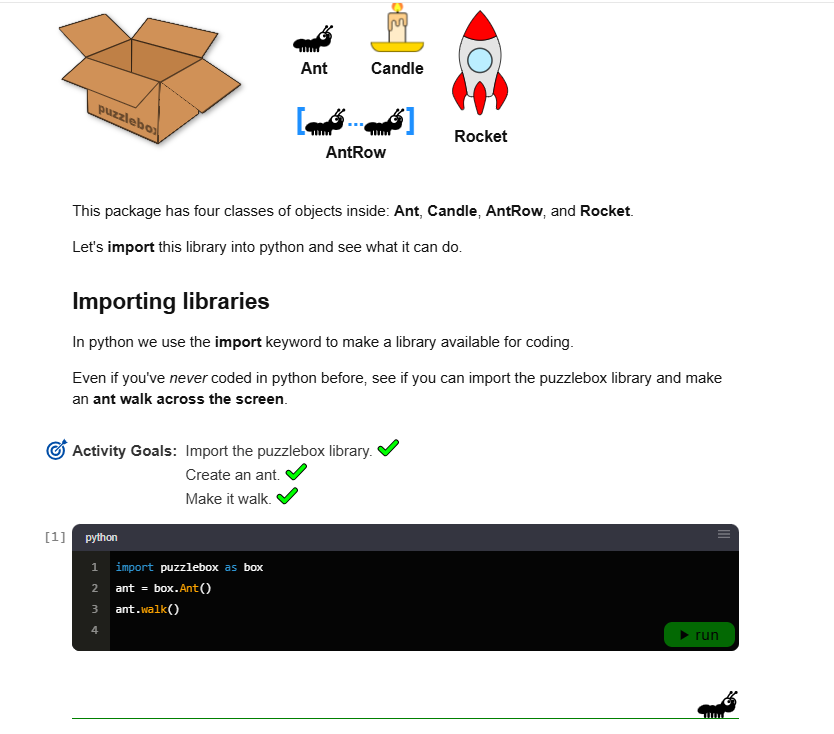 puzzlebox
Ant
Candle
[...]
AntRow
Rocket
This package has four classes of objects inside: Ant, Candle, AntRow, and Rocket.
Let's import this library into python and see what it can do.
Importing libraries
In python we use the import keyword to make a library available for coding.
Even if you've never coded in python before, see if you can import the puzzlebox library and make
an ant walk across the screen.
Activity Goals: Import the puzzlebox library.
Create an ant.
Make it walk.
[1]
python
1 import puzzlebox as box
2 ant = box.Ant()
3 ant.walk()
4
run